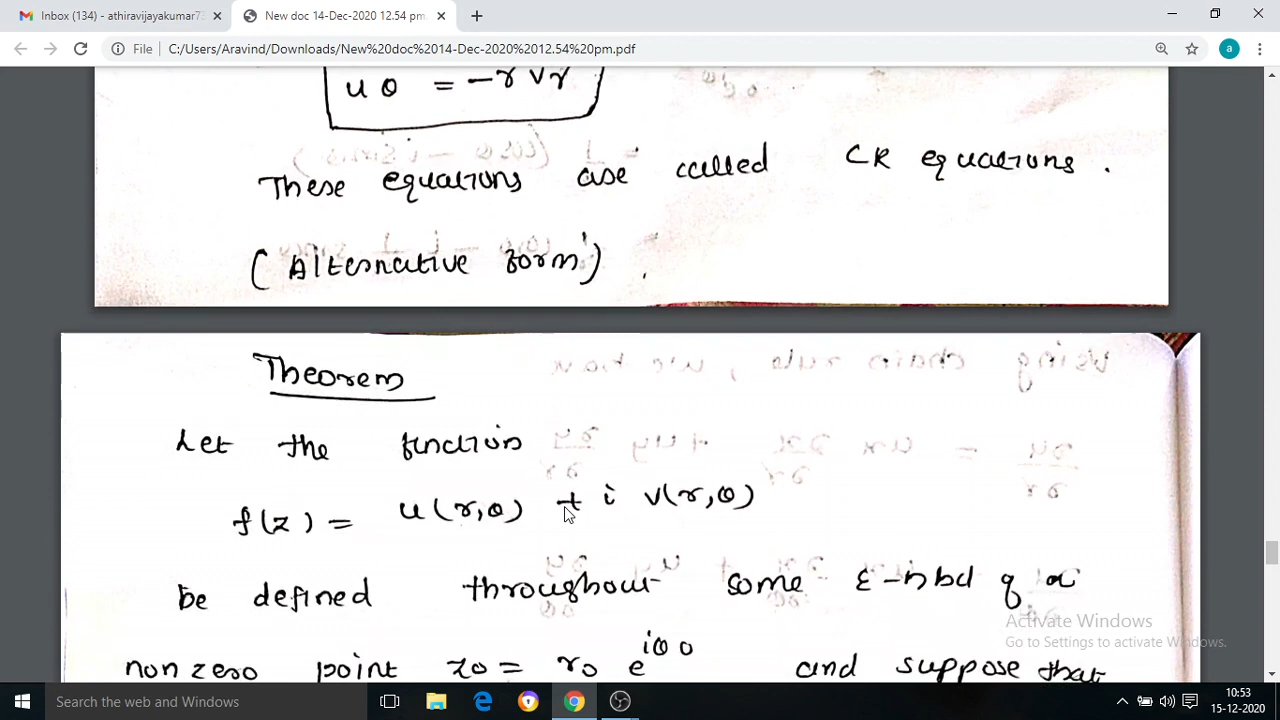 Inbox (134) - athiravijayakumar73
New doc 14-Dec-2020 12.54 pm.pdf
File
C:/Users/Aravind/Downloads/New%20doc%2014-Dec-2020%2012.54%20pm.pdf
a
uθ = -r vr
These equations are called CR equations.
(Alternative form).
Theorem
Let the function
f(z) = u(r,θ) + i v(r,θ)
be defined throughout some ε-nbd of a
non zero point z0 = r0 e^iθ0 and suppose that
Activate Windows
Go to Settings to activate Windows.
Search the web and Windows
10:53
15-12-2020